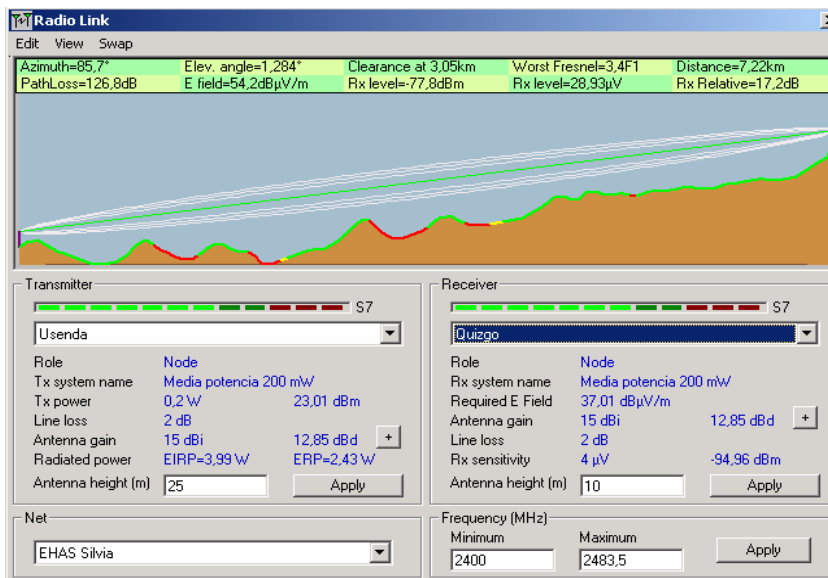 Radio Link
Edit View Swap
Azimuth=85,7° Elev. angle=1,284° Clearance at 3,05km Worst Fresnel=3,4F1 Distance=7,22km
PathLoss=126,8dB E field=54,2dBµV/m Rx level=-77,8dBm Rx level=28,93µV Rx Relative=17,2dB
Transmitter
S7
Usenda
Role Node
Tx system name Media potencia 200 mW
Tx power 0,2 W 23,01 dBm
Line loss 2 dB
Antenna gain 15 dBi 12,85 dBd +
Radiated power EIRP=3,99 W ERP=2,43 W
Antenna height (m) 25 Apply
Receiver
S7
Quizgo
Role Node
Rx system name Media potencia 200 mW
Required E Field 37,01 dBµV/m
Antenna gain 15 dBi 12,85 dBd +
Line loss 2 dB
Rx sensitivity 4 µV -94,96 dBm
Antenna height (m) 10 Apply
Net
EHAS Silvia
Frequency (MHz)
Minimum Maximum
2400 2483,5 Apply